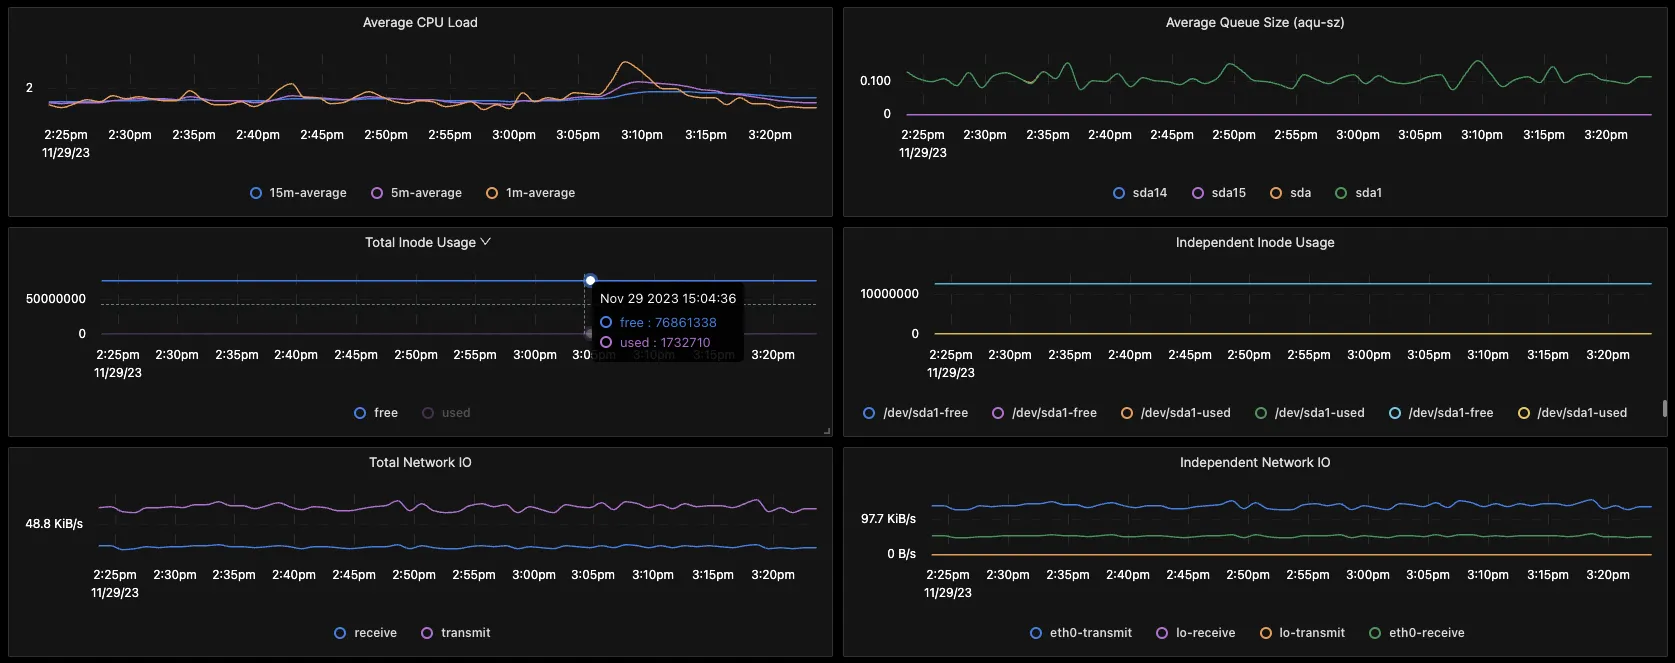 Average CPU Load
2
2:25pm 2:30pm 2:35pm 2:40pm 2:45pm 2:50pm 2:55pm 3:00pm 3:05pm 3:10pm 3:15pm 3:20pm
11/29/23
15m-average 5m-average 1m-average
Average Queue Size (aqu-sz)
0.100
0
2:25pm 2:30pm 2:35pm 2:40pm 2:45pm 2:50pm 2:55pm 3:00pm 3:05pm 3:10pm 3:15pm 3:20pm
11/29/23
sda14 sda15 sda sda1
Total Inode Usage
50000000
0
Nov 29 2023 15:04:36
free : 76861338
used : 1732710
2:25pm 2:30pm 2:35pm 2:40pm 2:45pm 2:50pm 2:55pm 3:00pm 3:05pm 3:10pm 3:15pm 3:20pm
11/29/23
free used
Independent Inode Usage
10000000
0
2:25pm 2:30pm 2:35pm 2:40pm 2:45pm 2:50pm 2:55pm 3:00pm 3:05pm 3:10pm 3:15pm 3:20pm
11/29/23
/dev/sda1-free /dev/sda1-free /dev/sda1-used /dev/sda1-used /dev/sda1-free /dev/sda1-used
Total Network IO
48.8 KiB/s
2:25pm 2:30pm 2:35pm 2:40pm 2:45pm 2:50pm 2:55pm 3:00pm 3:05pm 3:10pm 3:15pm 3:20pm
11/29/23
receive transmit
Independent Network IO
97.7 KiB/s
0 B/s
2:25pm 2:30pm 2:35pm 2:40pm 2:45pm 2:50pm 2:55pm 3:00pm 3:05pm 3:10pm 3:15pm 3:20pm
11/29/23
eth0-transmit lo-receive lo-transmit eth0-receive